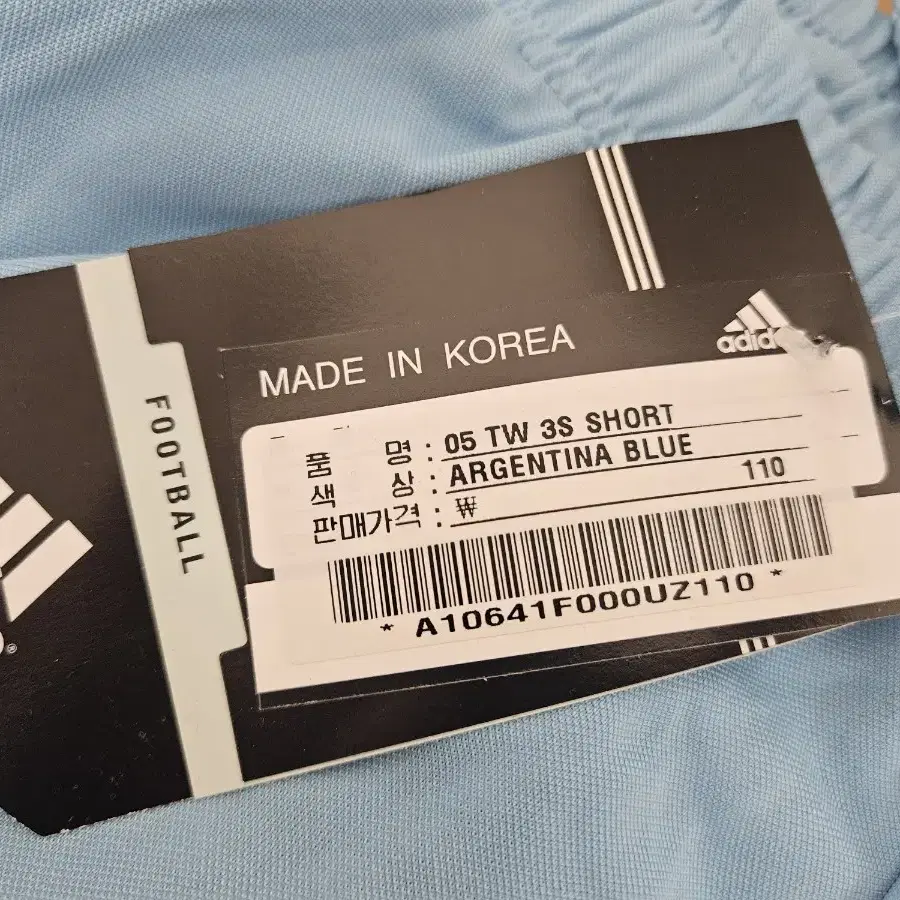 FOOTBALL
MADE IN KOREA
adidas
품 명 : 05 TW 3S SHORT
색 상 : ARGENTINA BLUE
110
판매가격 : ₩
* A10641F000UZ110 *